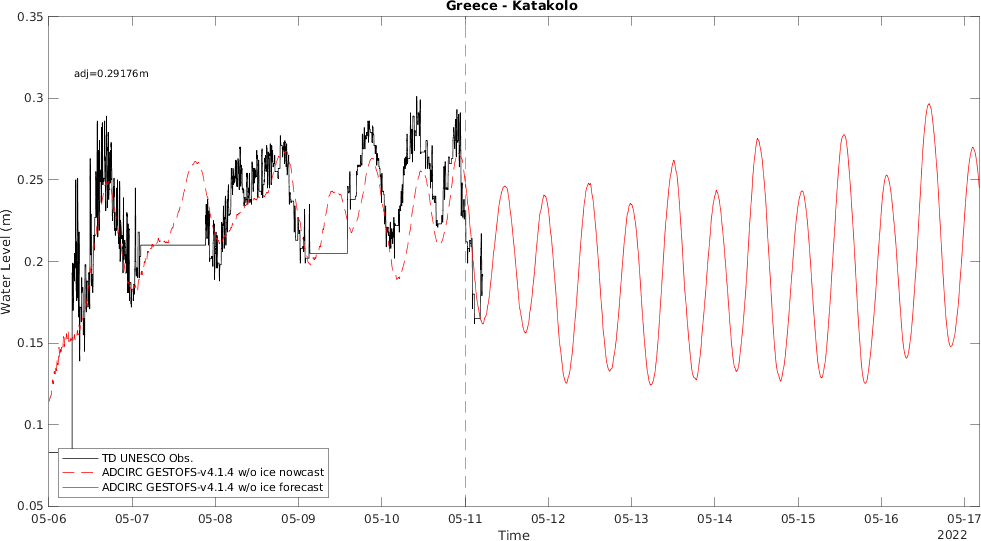 Greece - Katakolo
0.35
adj=0.29176m
0.3
0.25
0.2
0.15
0.1
0.05
Water Level (m)
TD UNESCO Obs.
ADCIRC GESTOFS-v4.1.4 w/o ice nowcast
ADCIRC GESTOFS-v4.1.4 w/o ice forecast
05-06 05-07 05-08 05-09 05-10 05-11 05-12 05-13 05-14 05-15 05-16 05-17
Time
2022